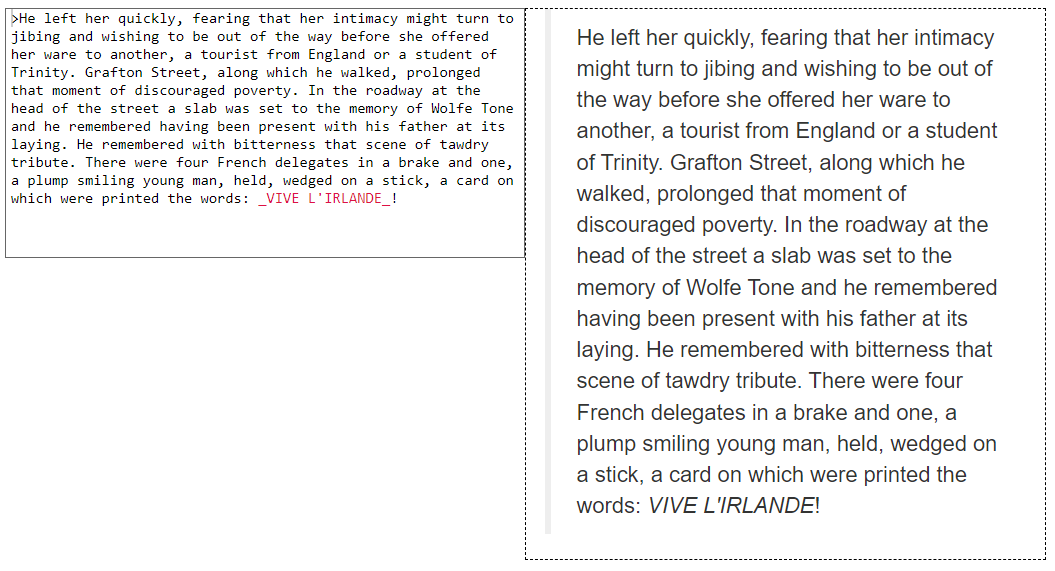 >He left her quickly, fearing that her intimacy might turn to
jibing and wishing to be out of the way before she offered
her ware to another, a tourist from England or a student of
Trinity. Grafton Street, along which he walked, prolonged
that moment of discouraged poverty. In the roadway at the
head of the street a slab was set to the memory of Wolfe Tone
and he remembered having been present with his father at its
laying. He remembered with bitterness that scene of tawdry
tribute. There were four French delegates in a brake and one,
a plump smiling young man, held, wedged on a stick, a card on
which were printed the words: _VIVE L'IRLANDE_!
He left her quickly, fearing that her intimacy
might turn to jibing and wishing to be out of
the way before she offered her ware to
another, a tourist from England or a student
of Trinity. Grafton Street, along which he
walked, prolonged that moment of
discouraged poverty. In the roadway at the
head of the street a slab was set to the
memory of Wolfe Tone and he remembered
having been present with his father at its
laying. He remembered with bitterness that
scene of tawdry tribute. There were four
French delegates in a brake and one, a
plump smiling young man, held, wedged on
a stick, a card on which were printed the
words: VIVE L'IRLANDE!